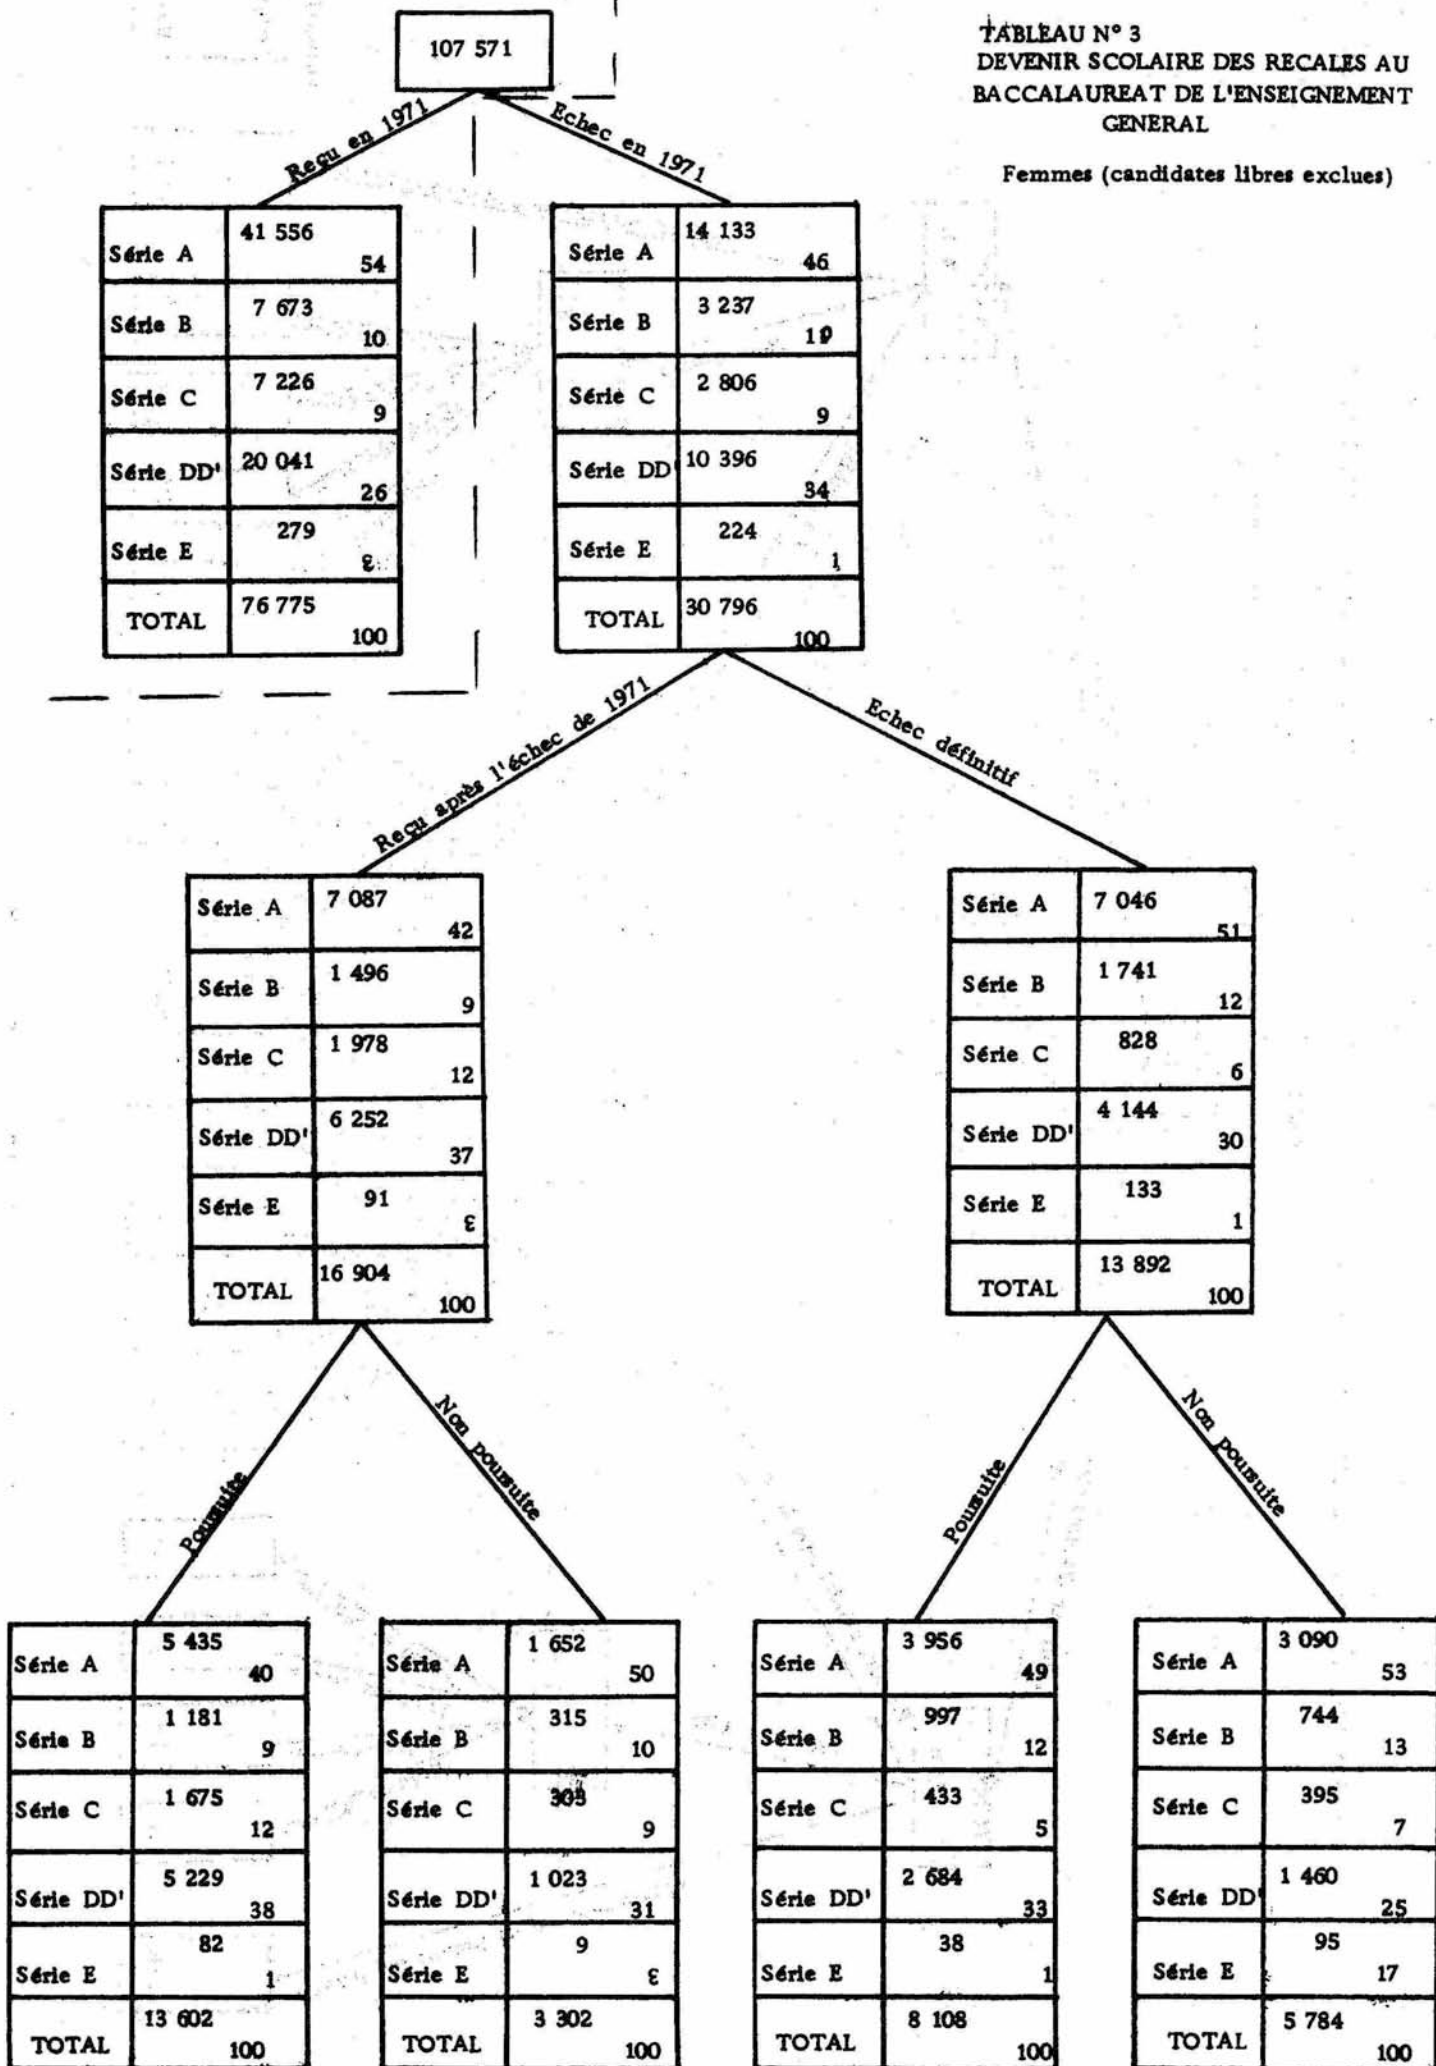 107 571
TABLEAU N° 3
DEVENIR SCOLAIRE DES RECALES AU
BACCALAUREAT DE L'ENSEIGNEMENT
GENERAL
Femmes (candidates libres exclues)
Reçu en 1971
Echec en 1971
Série A 41 556 54
Série B 7 673 10
Série C 7 226 9
Série DD' 20 041 26
Série E 279 ε
TOTAL 76 775 100
Série A 14 133 46
Série B 3 237
Série C 2 806 9
Série DD' 10 396 34
Série E 224 1
TOTAL 30 796 100
Reçu après l'échec de 1971
Echec définitif
Série A 7 087 42
Série B 1 496 9
Série C 1 978 12
Série DD' 6 252 37
Série E 91 ε
TOTAL 16 904 100
Série A 7 046 51
Série B 1 741 12
Série C 828 6
Série DD' 4 144 30
Série E 133 1
TOTAL 13 892 100
Poursuite
Non poursuite
Poursuite
Non poursuite
Série A 5 435 40
Série B 1 181 9
Série C 1 675 12
Série DD' 5 229 38
Série E 82 1
TOTAL 13 602 100
Série A 1 652 50
Série B 315 10
Série C 303 9
Série DD' 1 023 31
Série E 9 ε
TOTAL 3 302 100
Série A 3 956 49
Série B 997 12
Série C 433 5
Série DD' 2 684 33
Série E 38 1
TOTAL 8 108 100
Série A 3 090 53
Série B 744 13
Série C 395 7
Série DD' 1 460 25
Série E 95 17
TOTAL 5 784 100